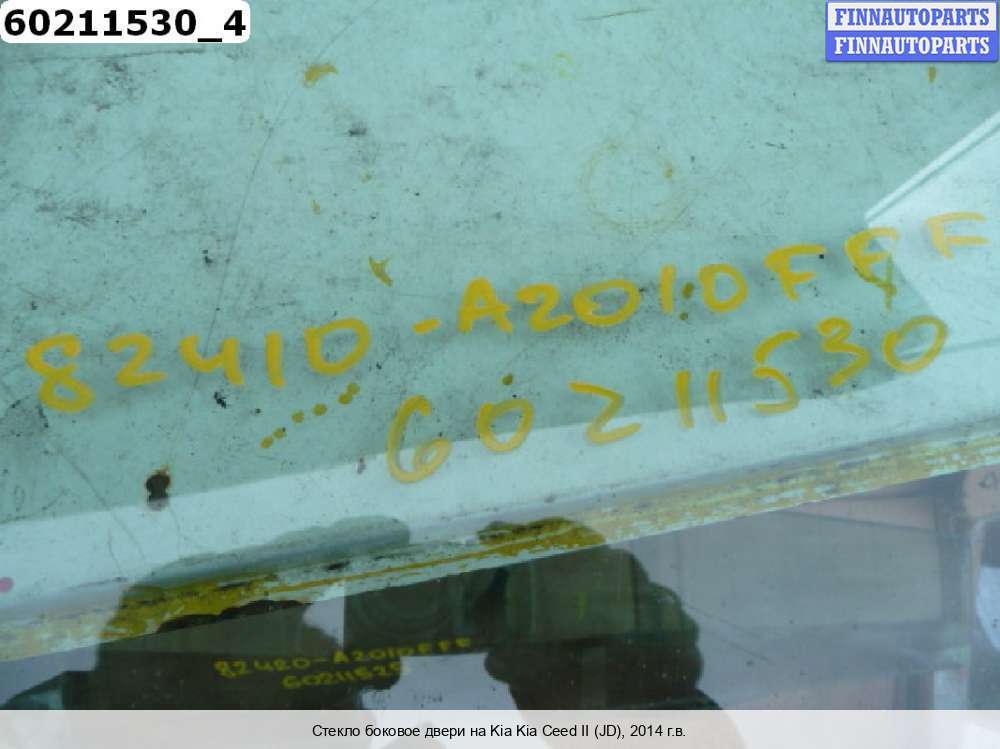 60211530_4
FINNAUTOPARTS
FINNAUTOPARTS
82410-A2010FFF
60211530
82420-A2010FFF
Стекло боковое двери на Kia Kia Ceed II (JD), 2014 г.в.